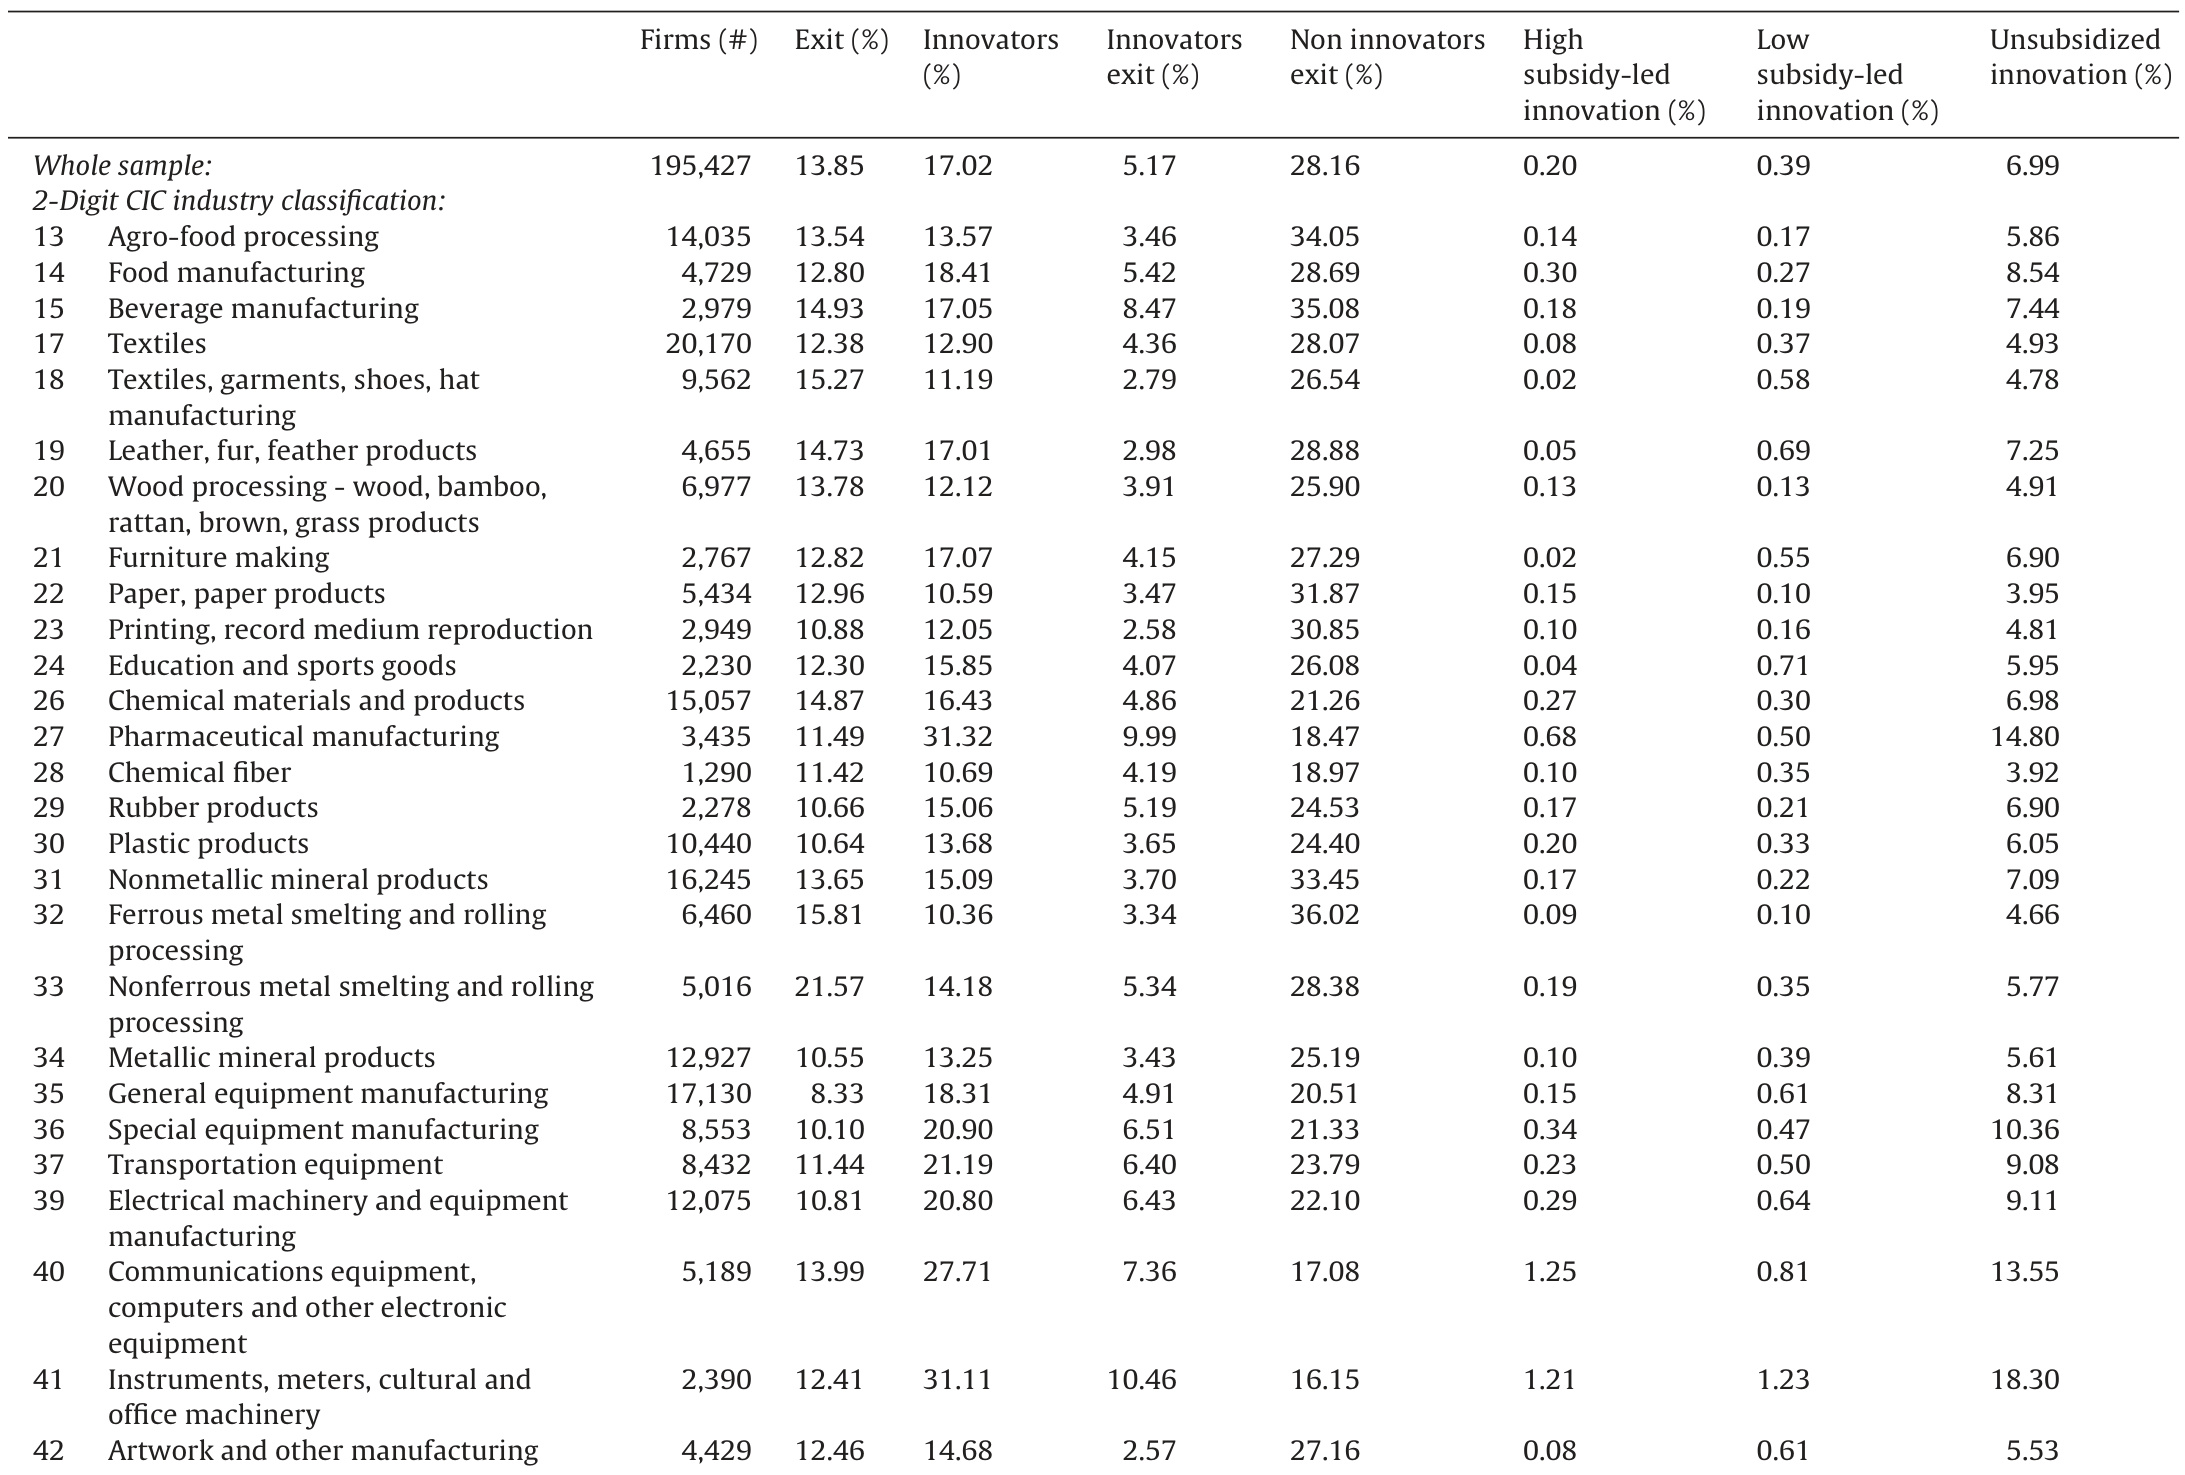 Firms (#) Exit (%) Innovators Innovators Non innovators High Low Unsubsidized
(%) exit (%) exit (%) subsidy-led subsidy-led innovation (%)
innovation (%) innovation (%)
Whole sample: 195,427 13.85 17.02 5.17 28.16 0.20 0.39 6.99
2-Digit CIC industry classification:
13 Agro-food processing 14,035 13.54 13.57 3.46 34.05 0.14 0.17 5.86
14 Food manufacturing 4,729 12.80 18.41 5.42 28.69 0.30 0.27 8.54
15 Beverage manufacturing 2,979 14.93 17.05 8.47 35.08 0.18 0.19 7.44
17 Textiles 20,170 12.38 12.90 4.36 28.07 0.08 0.37 4.93
18 Textiles, garments, shoes, hat 9,562 15.27 11.19 2.79 26.54 0.02 0.58 4.78
manufacturing
19 Leather, fur, feather products 4,655 14.73 17.01 2.98 28.88 0.05 0.69 7.25
20 Wood processing - wood, bamboo, 6,977 13.78 12.12 3.91 25.90 0.13 0.13 4.91
rattan, brown, grass products
21 Furniture making 2,767 12.82 17.07 4.15 27.29 0.02 0.55 6.90
22 Paper, paper products 5,434 12.96 10.59 3.47 31.87 0.15 0.10 3.95
23 Printing, record medium reproduction 2,949 10.88 12.05 2.58 30.85 0.10 0.16 4.81
24 Education and sports goods 2,230 12.30 15.85 4.07 26.08 0.04 0.71 5.95
26 Chemical materials and products 15,057 14.87 16.43 4.86 21.26 0.27 0.30 6.98
27 Pharmaceutical manufacturing 3,435 11.49 31.32 9.99 18.47 0.68 0.50 14.80
28 Chemical fiber 1,290 11.42 10.69 4.19 18.97 0.10 0.35 3.92
29 Rubber products 2,278 10.66 15.06 5.19 24.53 0.17 0.21 6.90
30 Plastic products 10,440 10.64 13.68 3.65 24.40 0.20 0.33 6.05
31 Nonmetallic mineral products 16,245 13.65 15.09 3.70 33.45 0.17 0.22 7.09
32 Ferrous metal smelting and rolling 6,460 15.81 10.36 3.34 36.02 0.09 0.10 4.66
processing
33 Nonferrous metal smelting and rolling 5,016 21.57 14.18 5.34 28.38 0.19 0.35 5.77
processing
34 Metallic mineral products 12,927 10.55 13.25 3.43 25.19 0.10 0.39 5.61
35 General equipment manufacturing 17,130 8.33 18.31 4.91 20.51 0.15 0.61 8.31
36 Special equipment manufacturing 8,553 10.10 20.90 6.51 21.33 0.34 0.47 10.36
37 Transportation equipment 8,432 11.44 21.19 6.40 23.79 0.23 0.50 9.08
39 Electrical machinery and equipment 12,075 10.81 20.80 6.43 22.10 0.29 0.64 9.11
manufacturing
40 Communications equipment, 5,189 13.99 27.71 7.36 17.08 1.25 0.81 13.55
computers and other electronic
equipment
41 Instruments, meters, cultural and 2,390 12.41 31.11 10.46 16.15 1.21 1.23 18.30
office machinery
42 Artwork and other manufacturing 4,429 12.46 14.68 2.57 27.16 0.08 0.61 5.53